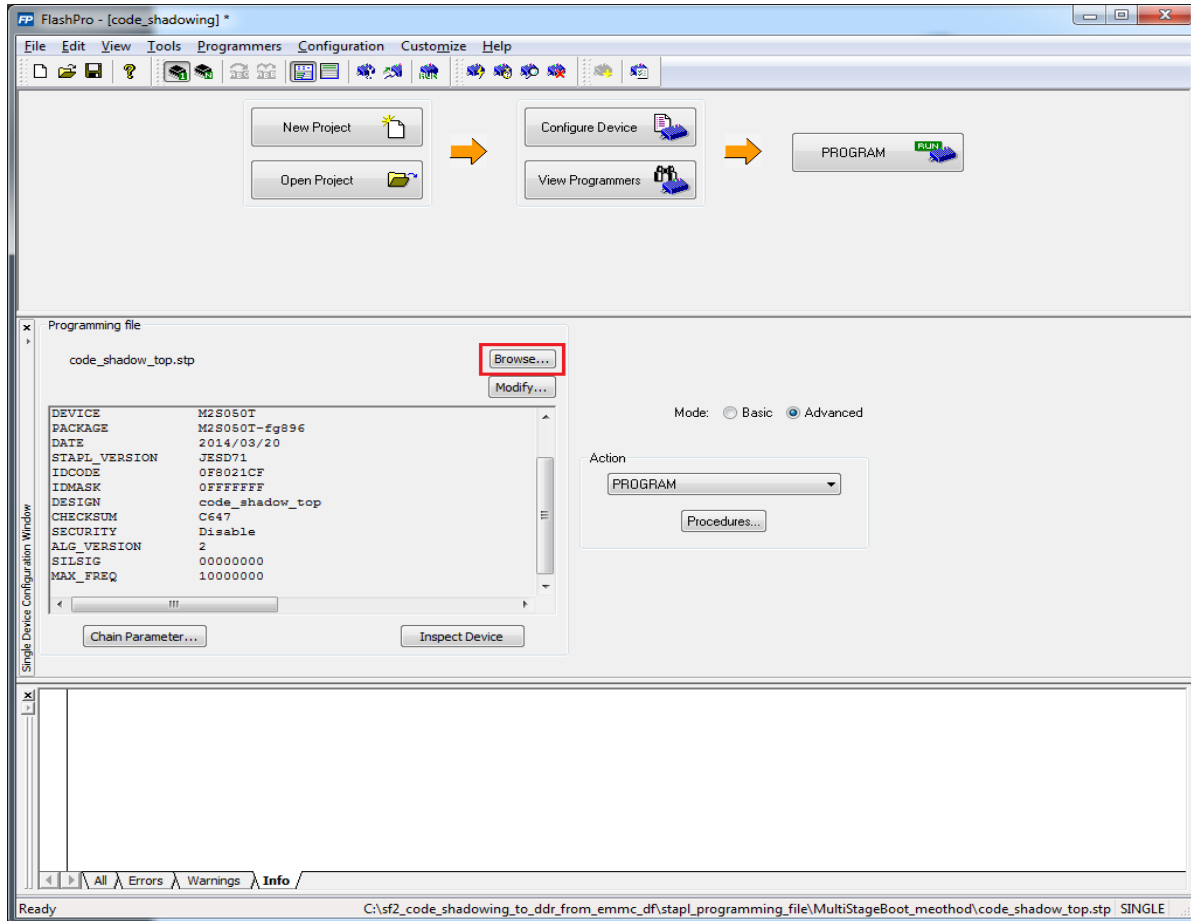 FP FlashPro - [code_shadowing] *
File Edit View Tools Programmers Configuration Customize Help
RUN
New Project
Open Project
Configure Device
View Programmers
PROGRAM RUN
Programming file
code_shadow_top.stp
Browse...
Modify...
DEVICE M2S050T
PACKAGE M2S050T-fg896
DATE 2014/03/20
STAPL_VERSION JESD71
IDCODE 0F8021CF
IDMASK 0FFFFFFF
DESIGN code_shadow_top
CHECKSUM C647
SECURITY Disable
ALG_VERSION 2
SILSIG 00000000
MAX_FREQ 10000000
Chain Parameter...
Inspect Device
Mode: Basic Advanced
Action
PROGRAM
Procedures...
Single Device Configuration Window
All Errors Warnings Info
Ready C:\sf2_code_shadowing_to_ddr_from_emmc_df\stapl_programming_file\MultiStageBoot_meothod\code_shadow_top.stp SINGLE